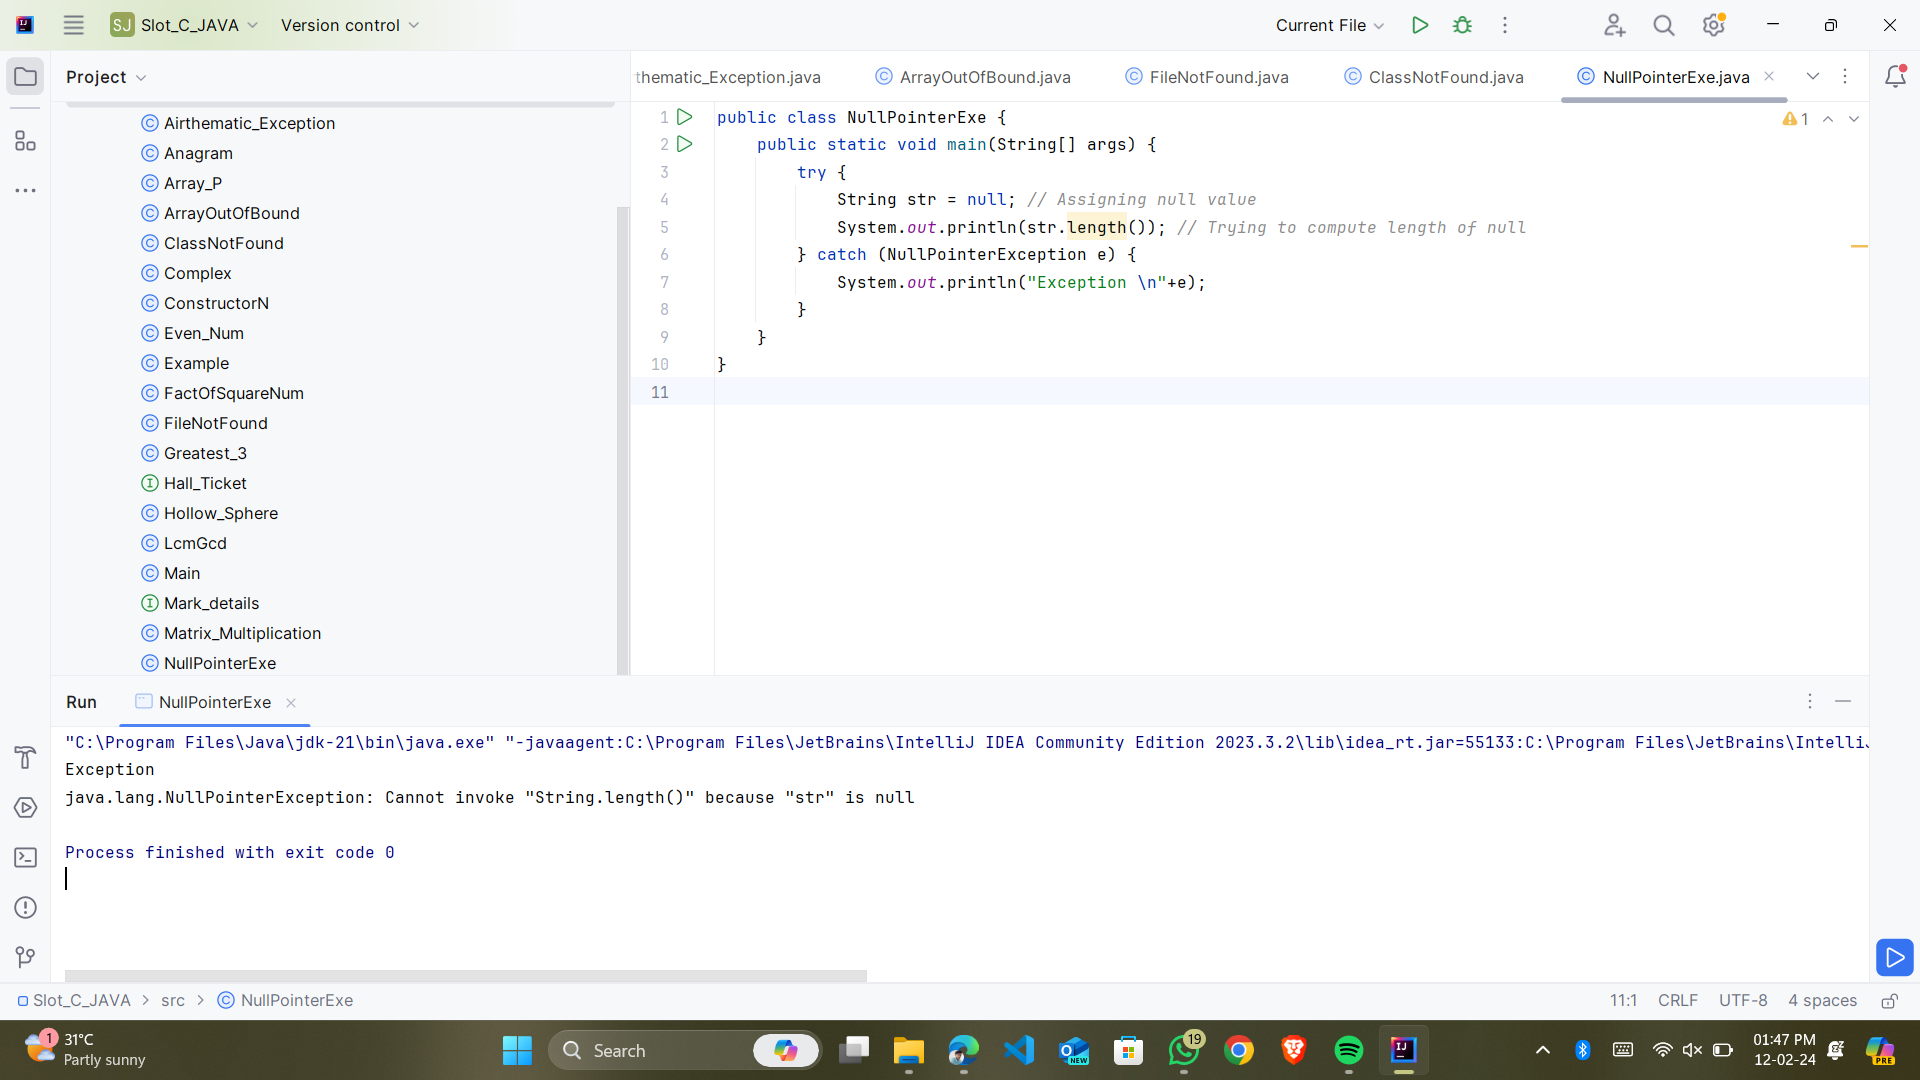 SJ Slot_C_JAVA Version control Current File
Project
thematic_Exception.java ArrayOutOfBound.java FileNotFound.java ClassNotFound.java NullPointerExe.java
Airthematic_Exception
Anagram
Array_P
ArrayOutOfBound
ClassNotFound
Complex
ConstructorN
Even_Num
Example
FactOfSquareNum
FileNotFound
Greatest_3
Hall_Ticket
Hollow_Sphere
LcmGcd
Main
Mark_details
Matrix_Multiplication
NullPointerExe
1 public class NullPointerExe {
2 public static void main(String[] args) {
3 try {
4 String str = null; // Assigning null value
5 System.out.println(str.length()); // Trying to compute length of null
6 } catch (NullPointerException e) {
7 System.out.println("Exception \n"+e);
8 }
9 }
10 }
11
1
Run NullPointerExe
"C:\Program Files\Java\jdk-21\bin\java.exe" "-javaagent:C:\Program Files\JetBrains\IntelliJ IDEA Community Edition 2023.3.2\lib\idea_rt.jar=55133:C:\Program Files\JetBrains\IntelliJ
Exception
java.lang.NullPointerException: Cannot invoke "String.length()" because "str" is null
Process finished with exit code 0
Slot_C_JAVA > src > NullPointerExe 11:1 CRLF UTF-8 4 spaces
1 31°C
Partly sunny
Search
NEW
19
IJ
01:47 PM
12-02-24
PRE